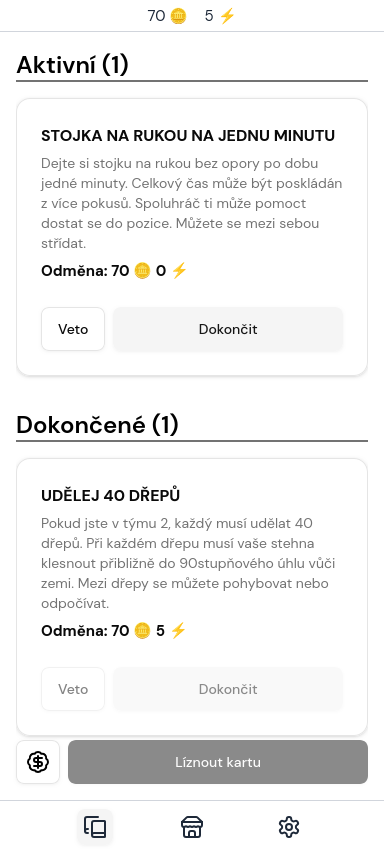 70 🪙 5 ⚡
Aktivní (1)
STOJKA NA RUKOU NA JEDNU MINUTU
Dejte si stojku na rukou bez opory po dobu
jedné minuty. Celkový čas může být poskládán
z více pokusů. Spoluhráč ti může pomoct
dostat se do pozice. Můžete se mezi sebou
střídat.
Odměna: 70 🪙 0 ⚡
Veto
Dokončit
Dokončené (1)
UDĚLEJ 40 DŘEPŮ
Pokud jste v týmu 2, každý musí udělat 40
dřepů. Při každém dřepu musí vaše stehna
klesnout přibližně do 90stupňového úhlu vůči
zemi. Mezi dřepy se můžete pohybovat nebo
odpočívat.
Odměna: 70 🪙 5 ⚡
Veto
Dokončit
Líznout kartu